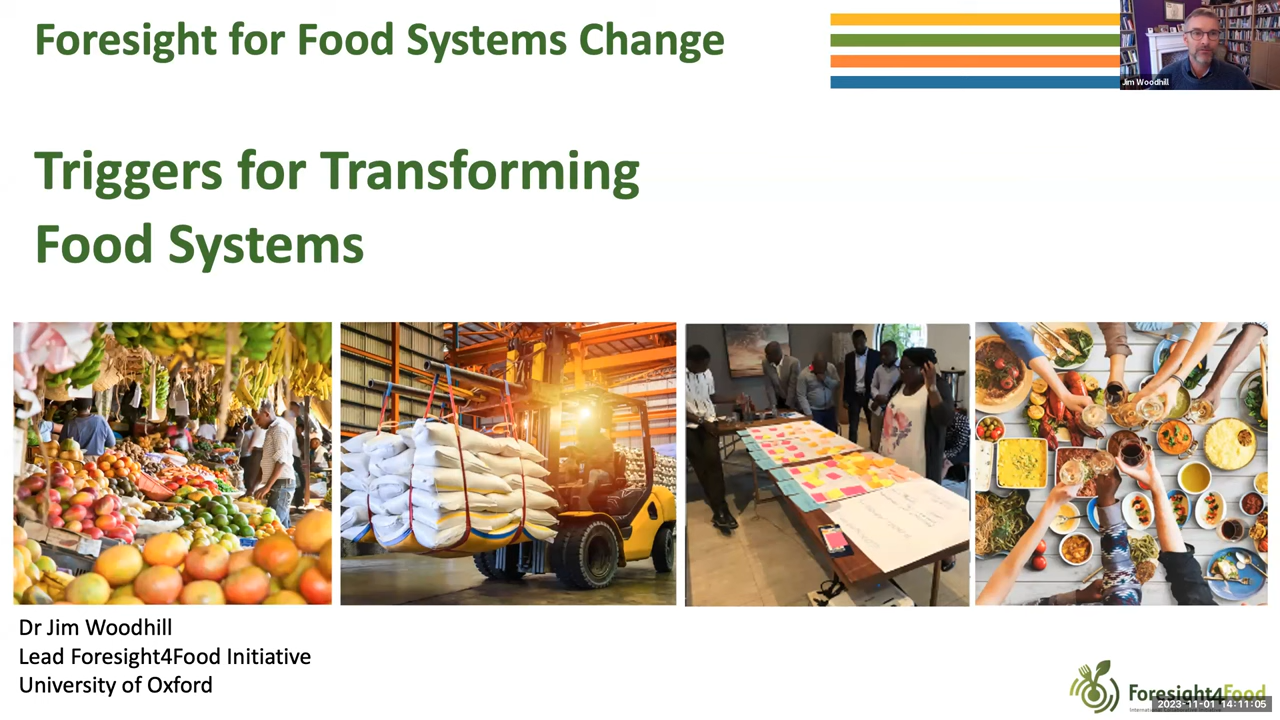 Foresight for Food Systems Change
Jim Woodhill
Triggers for Transforming
Food Systems
Dr Jim Woodhill
Lead Foresight4Food Initiative
University of Oxford
Foresight4Food
2023-11-01 14:11:05